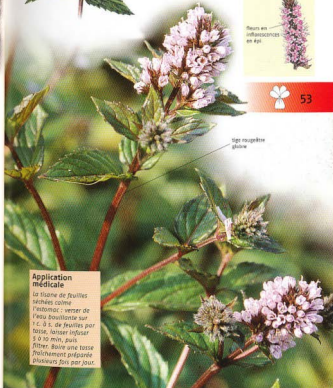 fleurs en
inflorescences
en épi
53
tige rougeâtre
glabre
Application
médicale
La tisane de feuilles
séchées calme
l'estomac : verser de
l'eau bouillante sur
1 c. à s. de feuilles par
tasse, laisser infuser
5 à 10 min, puis
filtrer. Boire une tasse
fraîchement préparée
plusieurs fois par jour.